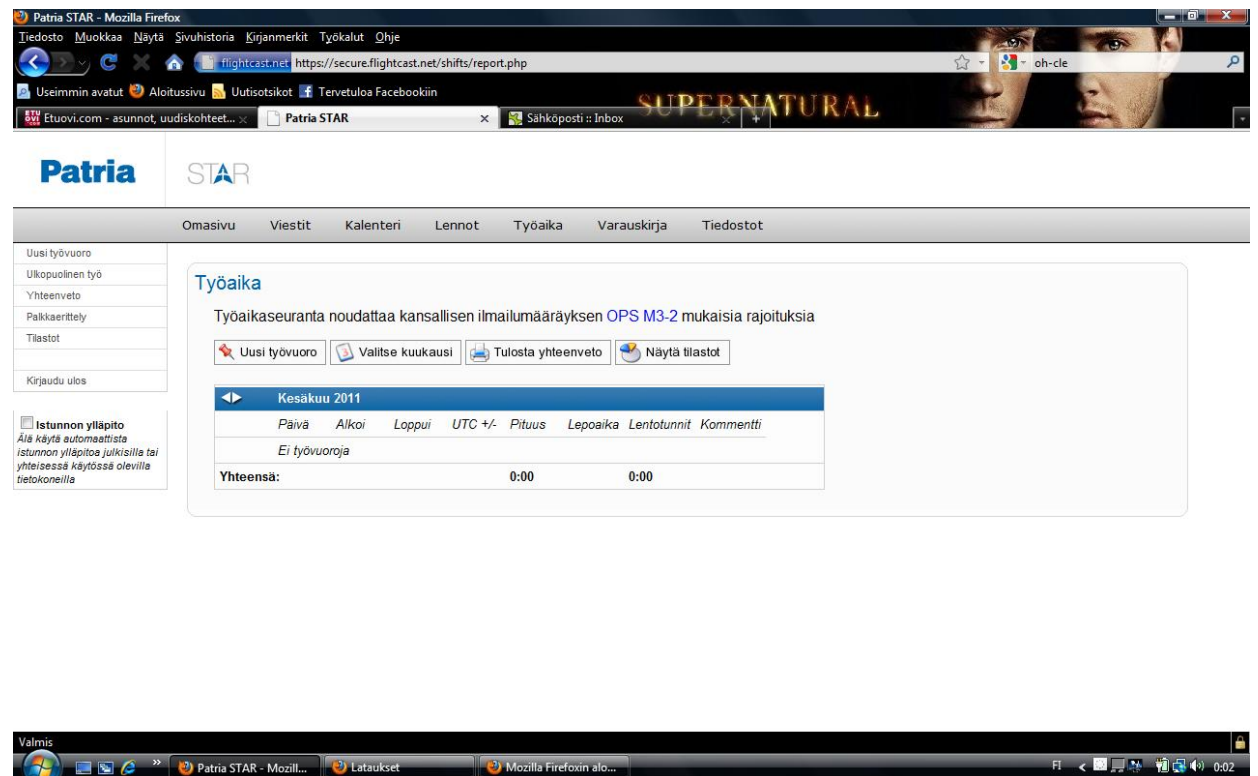 Patria STAR - Mozilla Firefox
Tiedosto Muokkaa Näytä Sivuhistoria Kirjanmerkit Työkalut Ohje
flightcast.net https://secure.flightcast.net/shifts/report.php oh-cle
Useimmin avatut Aloitussivu Uutisotsikot Tervetuloa Facebookiin
SUPERNATURAL
Etuovi.com - asunnot, uudiskohteet... Patria STAR Sähköposti :: Inbox
Patria STAR
Omasivu Viestit Kalenteri Lennot Työaika Varauskirja Tiedostot
Uusi työvuoro
Ulkopuolinen työ
Yhteenveto
Palkkaerittely
Tilastot
Kirjaudu ulos
Istunnon ylläpito
Älä käytä automaattista
istunnon ylläpitoa julkisilla tai
yhteisessä käytössä olevilla
tietokoneilla
Työaika
Työaikaseuranta noudattaa kansallisen ilmailumääräyksen OPS M3-2 mukaisia rajoituksia
Uusi työvuoro Valitse kuukausi Tulosta yhteenveto Näytä tilastot
Kesäkuu 2011
Päivä Alkoi Loppui UTC +/- Pituus Lepoaika Lentotunnit Kommentti
Ei työvuoroja
Yhteensä: 0:00 0:00
Valmis
Patria STAR - Mozill... Lataukset Mozilla Firefoxin alo... FI 0:02